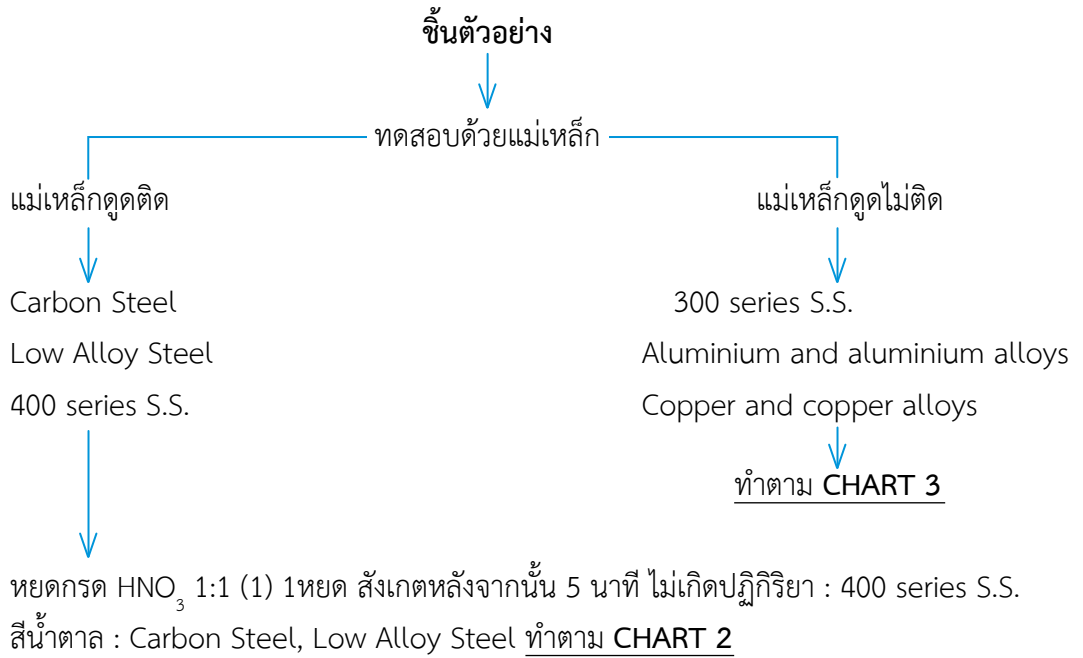 ชิ้นตัวอย่าง
ทดสอบด้วยแม่เหล็ก
แม่เหล็กดูดติด
แม่เหล็กดูดไม่ติด
Carbon Steel
300 series S.S.
Low Alloy Steel
Aluminium and aluminium alloys
400 series S.S.
Copper and copper alloys
ทำตาม CHART 3
หยดกรด HNO₃ 1:1 (1) 1หยด สังเกตหลังจากนั้น 5 นาที ไม่เกิดปฏิกิริยา : 400 series S.S.
สีน้ำตาล : Carbon Steel, Low Alloy Steel ทำตาม CHART 2